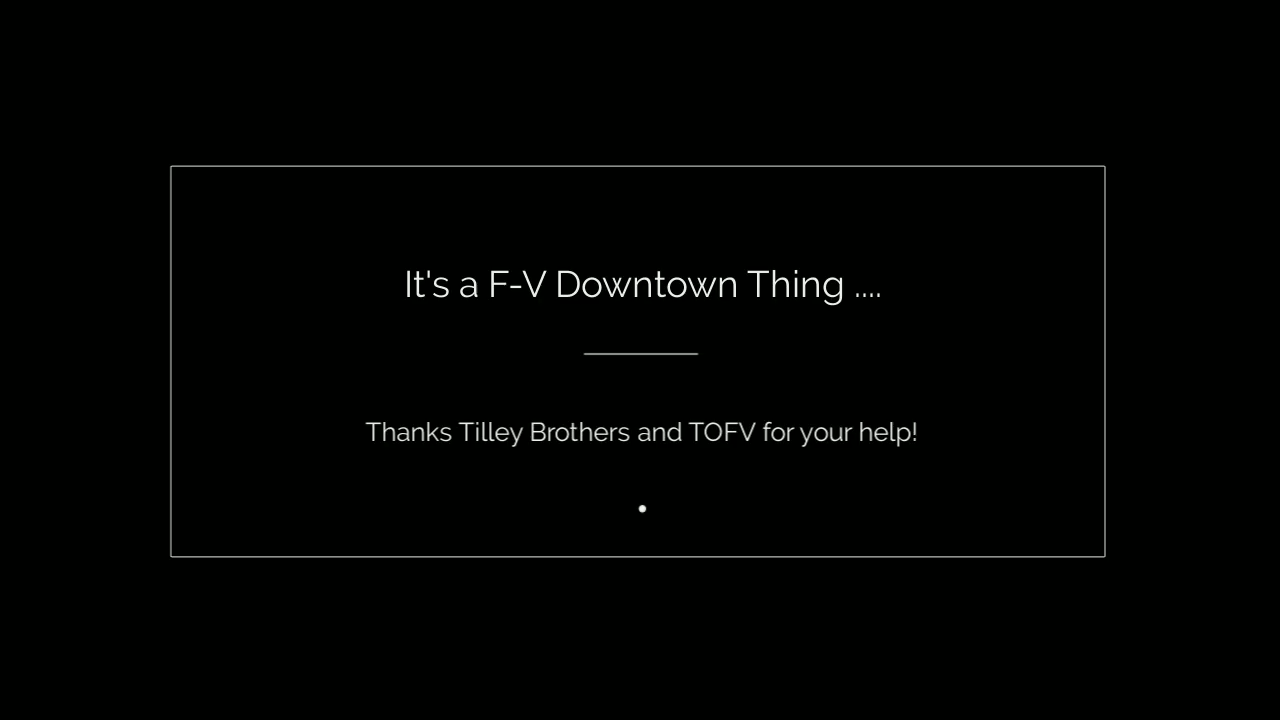 It's a F-V Downtown Thing ....
Thanks Tilley Brothers and TOFV for your help!